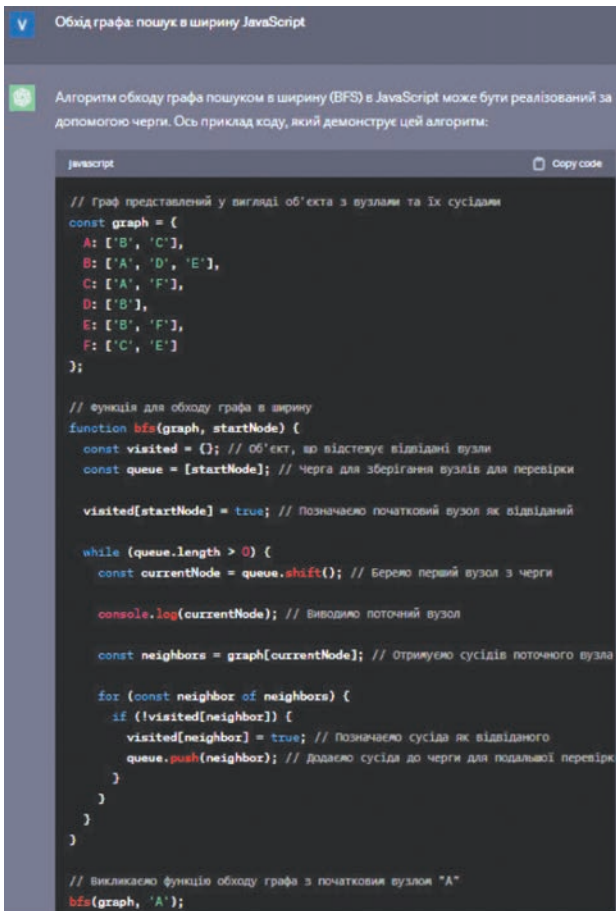 V
Обхід графа: пошук в ширину JavaScript
Алгоритм обходу графа пошуком в ширину (BFS) в JavaScript може бути реалізований за
допомогою черги. Ось приклад коду, який демонструє цей алгоритм:
javascript
Copy code
// Граф представлений у вигляді об'єкта з вузлами та їх сусідами
const graph = {
A: ['B', 'C'],
B: ['A', 'D', 'E'],
C: ['A', 'F'],
D: ['B'],
E: ['B', 'F'],
F: ['C', 'E']
};
// Функція для обходу графа в ширину
function bfs(graph, startNode) {
const visited = {}; // Об'єкт, що відстежує відвідані вузли
const queue = [startNode]; // Черга для зберігання вузлів для перевірки
visited[startNode] = true; // Позначаємо початковий вузол як відвіданий
while (queue.length > 0) {
const currentNode = queue.shift(); // Беремо перший вузол з черги
console.log(currentNode); // Виводимо поточний вузол
const neighbors = graph[currentNode]; // Отримуємо сусідів поточного вузла
for (const neighbor of neighbors) {
if (!visited[neighbor]) {
visited[neighbor] = true; // Позначаємо сусіда як відвіданого
queue.push(neighbor); // Додаємо сусіда до черги для подальшої перевірк
}
}
}
}
// Викликаємо функцію обходу графа з початковим вузлом "A"
bfs(graph, 'A');